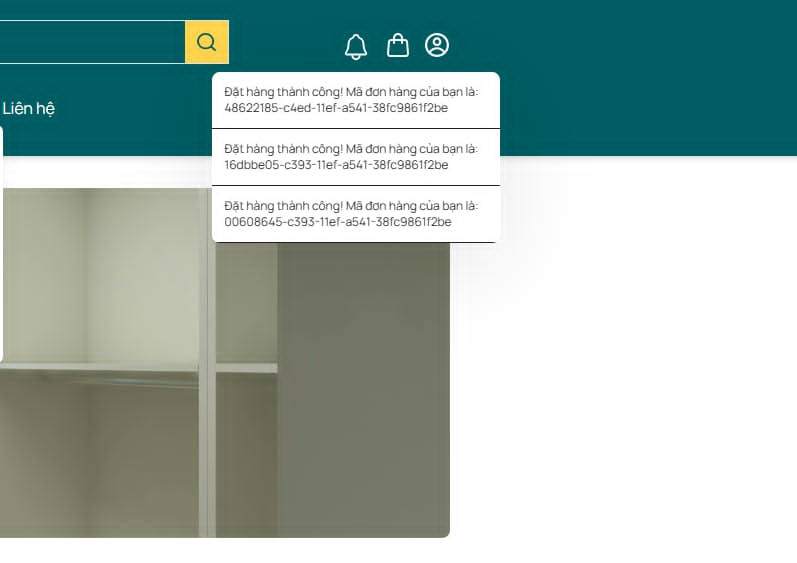 Liên hệ
Đặt hàng thành công! Mã đơn hàng của bạn là:
48622185-c4ed-11ef-a541-38fc9861f2be
Đặt hàng thành công! Mã đơn hàng của bạn là:
16dbbe05-c393-11ef-a541-38fc9861f2be
Đặt hàng thành công! Mã đơn hàng của bạn là:
00608645-c393-11ef-a541-38fc9861f2be